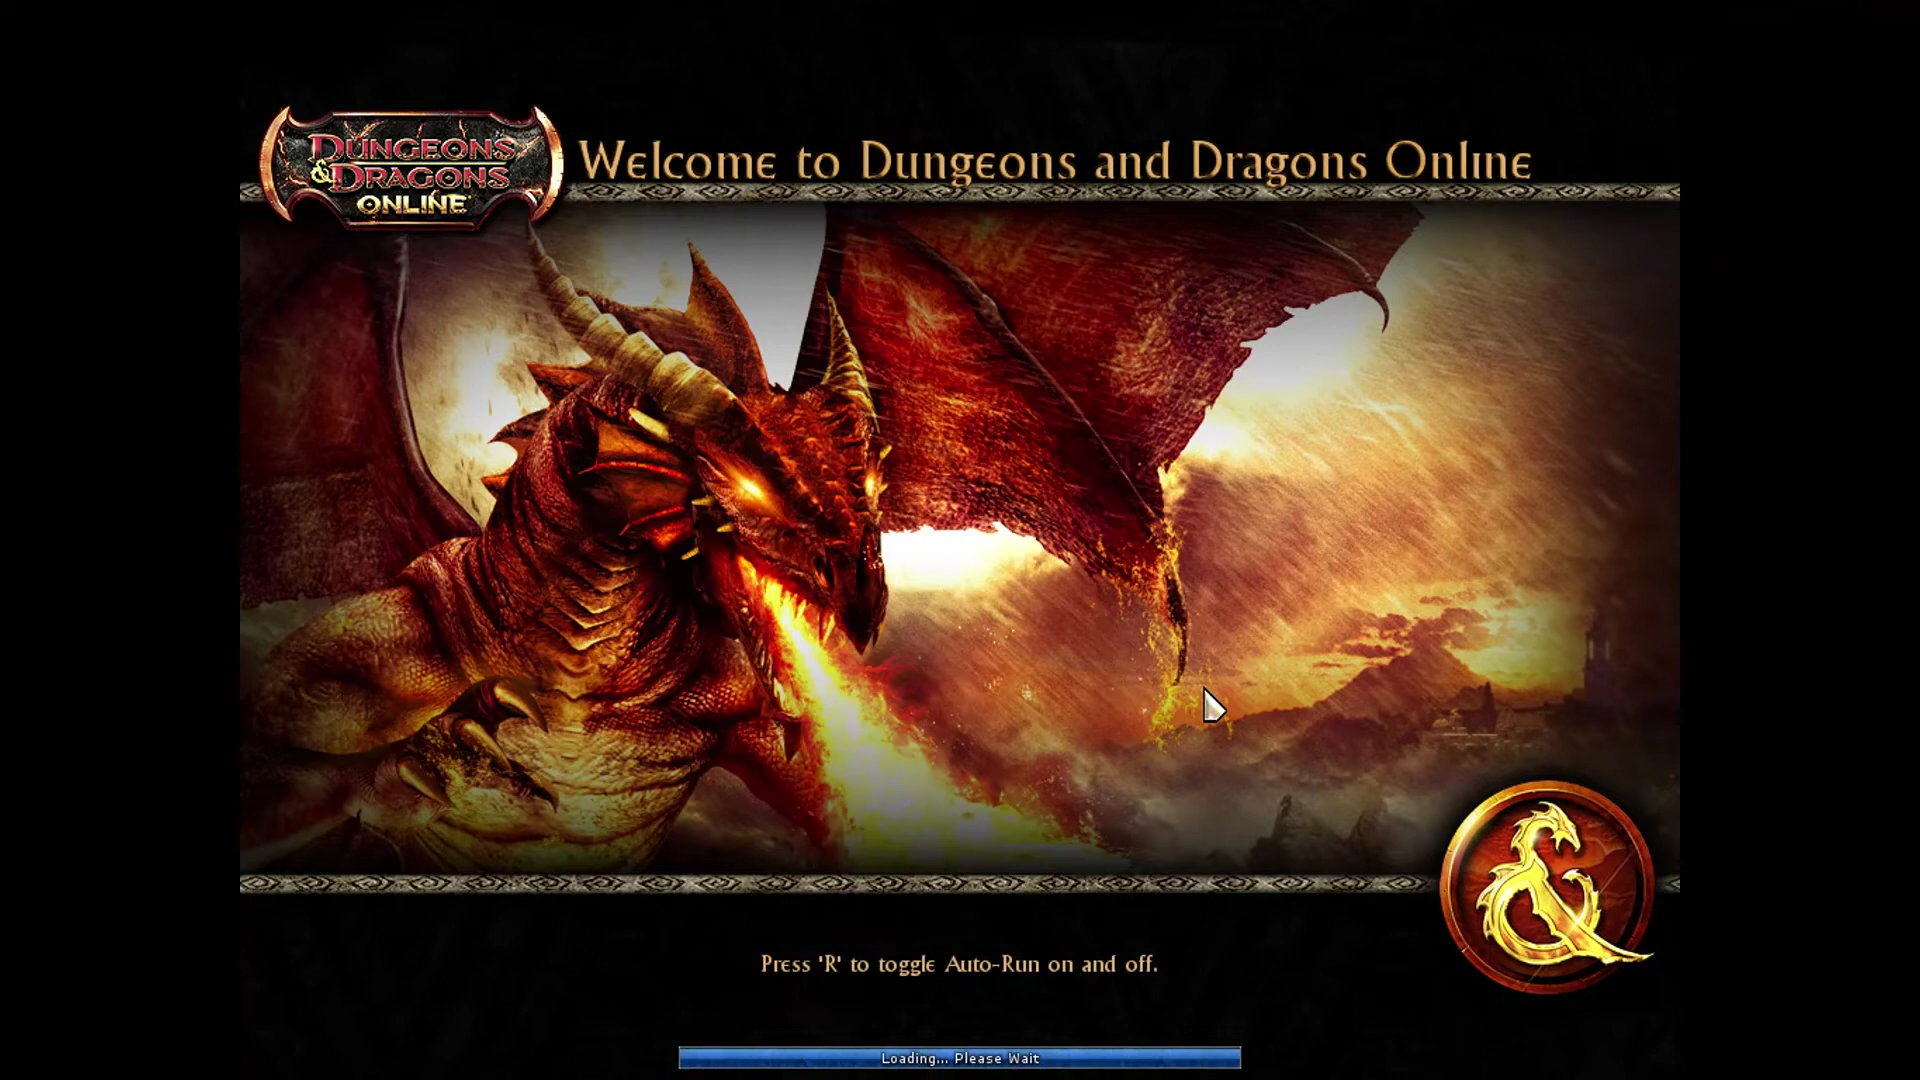 DUNGEONS
& DRAGONS
ONLINE
Welcome to Dungeons and Dragons Online
Press 'R' to toggle Auto-Run on and off.
Loading... Please Wait